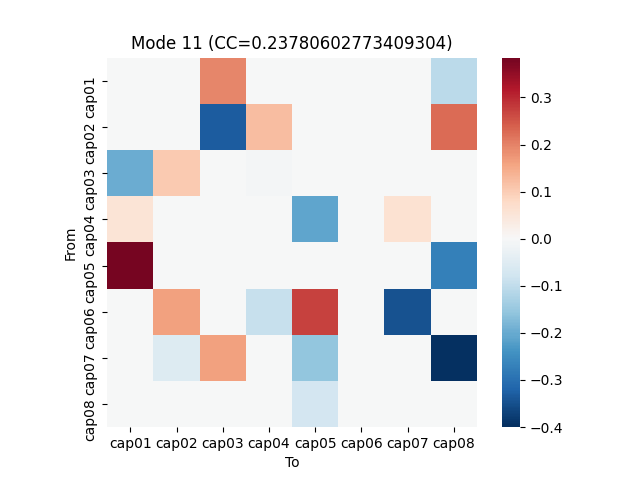 Mode 11 (CC=0.23780602773409304)
From
cap01
cap02
cap03
cap04
cap05
cap06
cap07
cap08
cap01 cap02 cap03 cap04 cap05 cap06 cap07 cap08
To
0.3
0.2
0.1
0.0
−0.1
−0.2
−0.3
−0.4